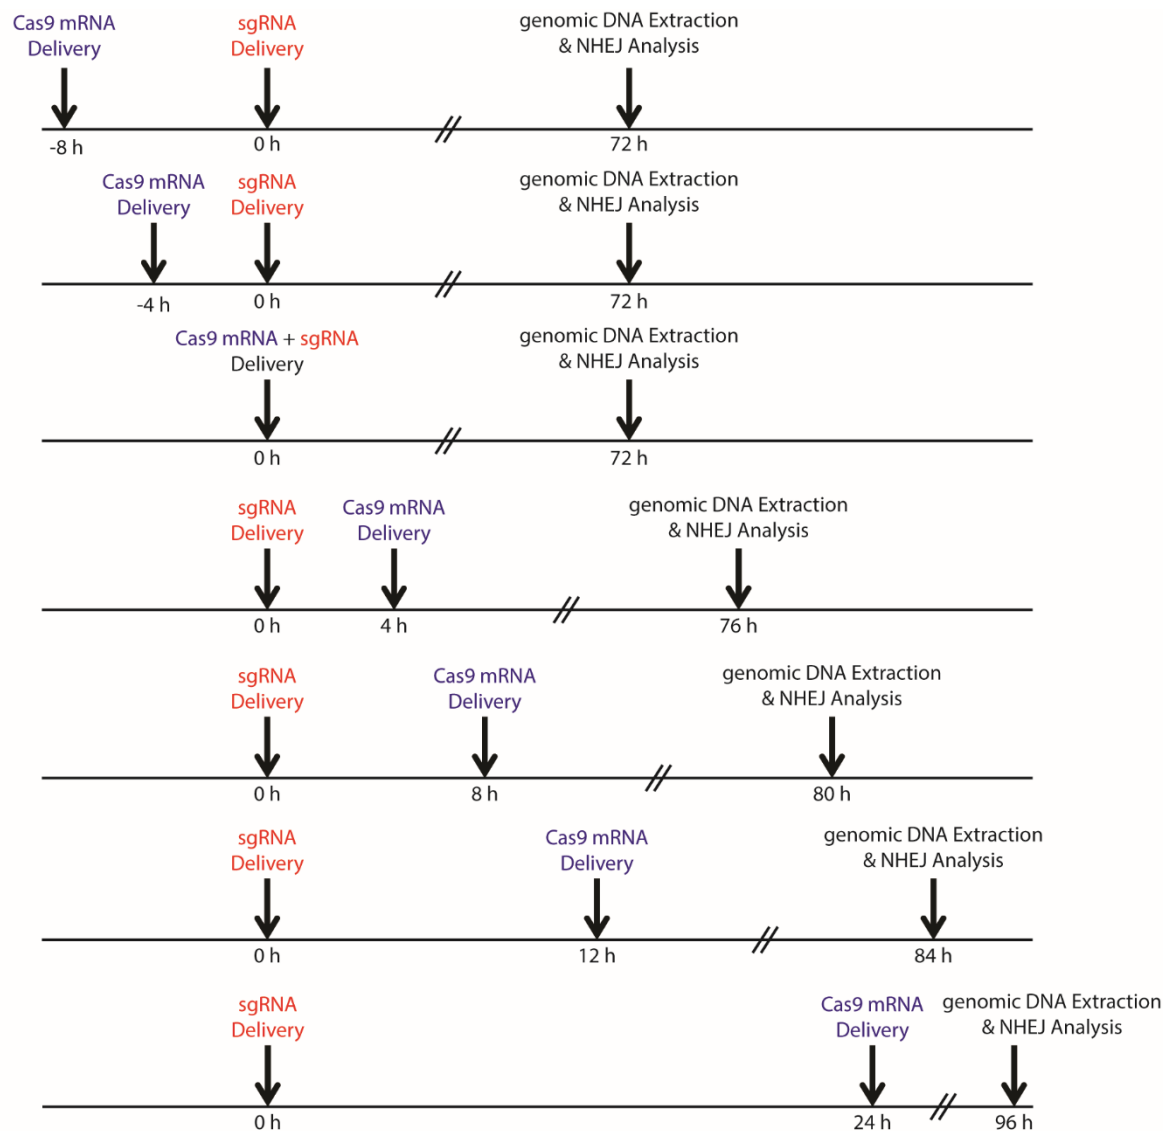 Cas9 mRNA
Delivery
sgRNA
Delivery
genomic DNA Extraction
& NHEJ Analysis
-8 h
0 h
72 h
Cas9 mRNA
Delivery
sgRNA
Delivery
genomic DNA Extraction
& NHEJ Analysis
-4 h
0 h
72 h
Cas9 mRNA + sgRNA
Delivery
genomic DNA Extraction
& NHEJ Analysis
0 h
72 h
sgRNA
Delivery
Cas9 mRNA
Delivery
genomic DNA Extraction
& NHEJ Analysis
0 h
4 h
76 h
sgRNA
Delivery
Cas9 mRNA
Delivery
genomic DNA Extraction
& NHEJ Analysis
0 h
8 h
80 h
sgRNA
Delivery
Cas9 mRNA
Delivery
genomic DNA Extraction
& NHEJ Analysis
0 h
12 h
84 h
sgRNA
Delivery
Cas9 mRNA
Delivery
genomic DNA Extraction
& NHEJ Analysis
0 h
24 h
96 h